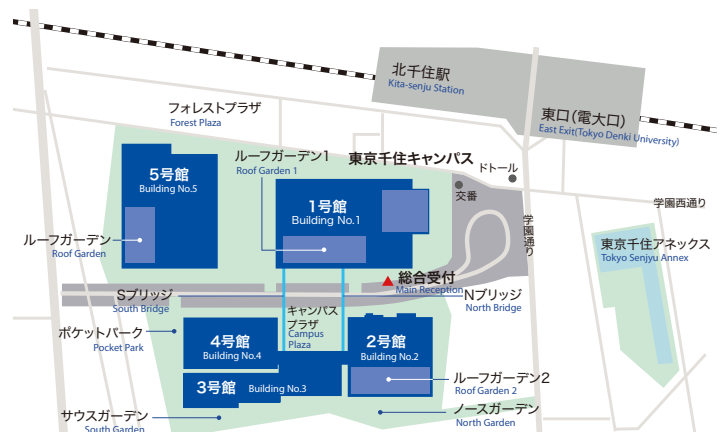 北千住駅
Kita-senju Station
東口(電大口)
East Exit(Tokyo Denki University)
フォレストプラザ
Forest Plaza
ルーフガーデン1
Roof Garden 1
東京千住キャンパス
ドトール
交番
学園西通り
5号館
Building No.5
1号館
Building No.1
学園通り
ルーフガーデン
Roof Garden
東京千住アネックス
Tokyo Senjyu Annex
総合受付
Main Reception
Sブリッジ
South Bridge
Nブリッジ
North Bridge
キャンパス
プラザ
Campus
Plaza
ポケットパーク
Pocket Park
4号館
Building No.4
2号館
Building No.2
3号館
Building No.3
ルーフガーデン2
Roof Garden 2
サウスガーデン
South Garden
ノースガーデン
North Garden